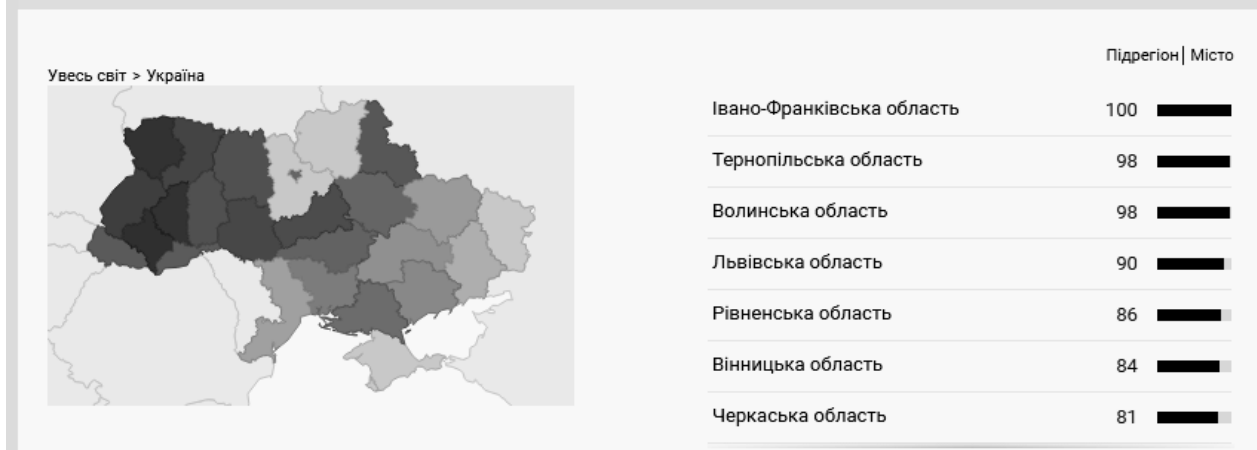 Підрегіон| Місто
Увесь світ > Україна
Івано-Франківська область 100
Тернопільська область 98
Волинська область 98
Львівська область 90
Рівненська область 86
Вінницька область 84
Черкаська область 81